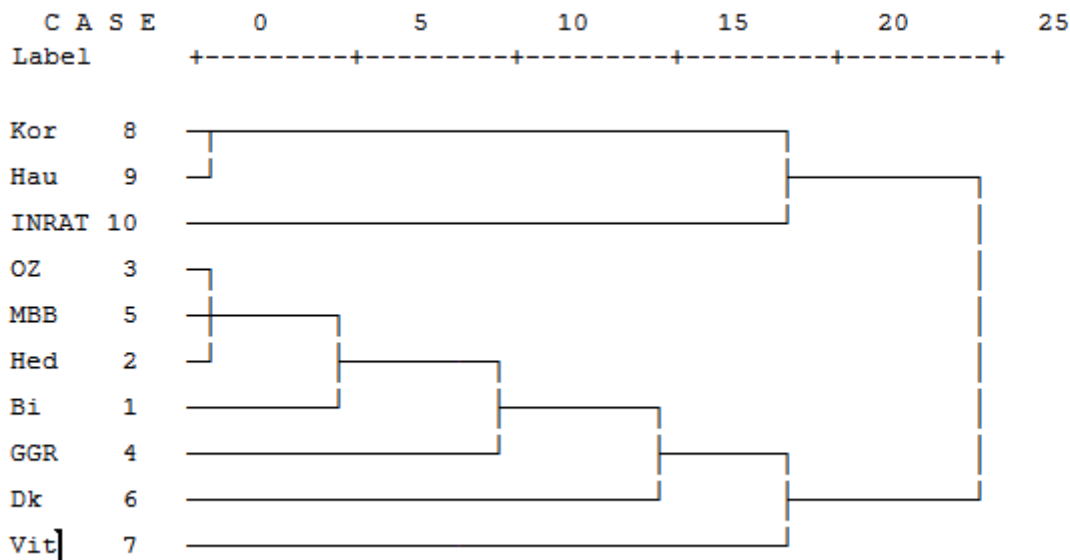 C A S E 0 5 10 15 20 25
Label +---------+---------+---------+---------+---------+
Kor 8
Hau 9
INRAT 10
OZ 3
MBB 5
Hed 2
Bi 1
GGR 4
Dk 6
Vit 7